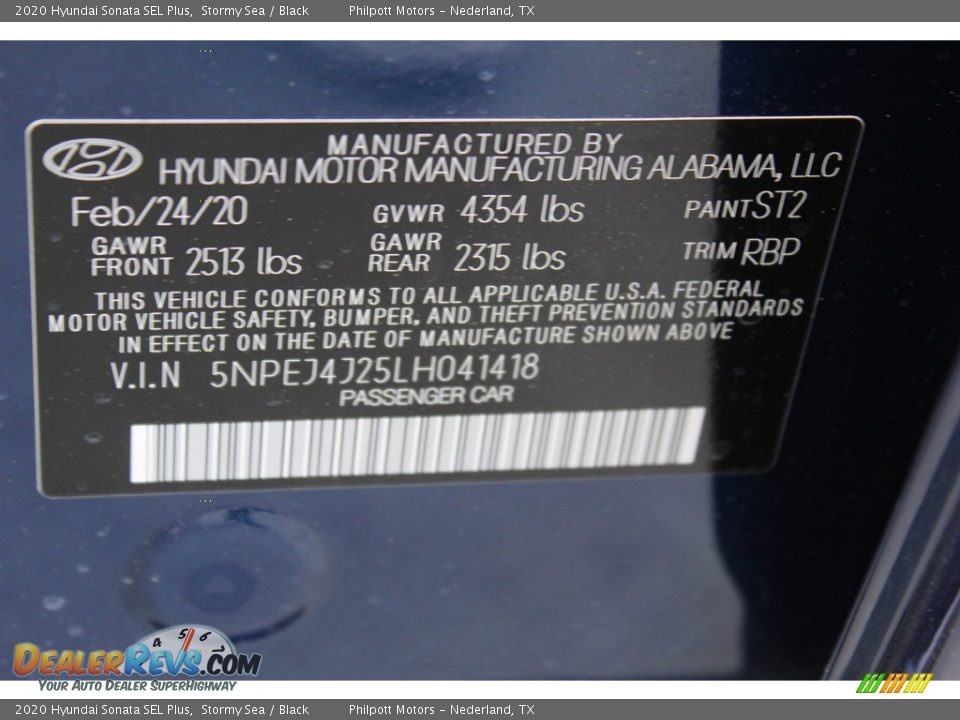 2020 Hyundai Sonata SEL Plus, Stormy Sea / Black Philpott Motors - Nederland, TX
MANUFACTURED BY
HYUNDAI MOTOR MANUFACTURING ALABAMA, LLC
Feb/24/20 GVWR 4354 lbs PAINT ST2
GAWR FRONT 2513 lbs GAWR REAR 2315 lbs TRIM RBP
THIS VEHICLE CONFORMS TO ALL APPLICABLE U.S.A. FEDERAL
MOTOR VEHICLE SAFETY, BUMPER, AND THEFT PREVENTION STANDARDS
IN EFFECT ON THE DATE OF MANUFACTURE SHOWN ABOVE
V.I.N 5NPEJ4J25LH041418
PASSENGER CAR
4 5 6
DEALERREVS.COM
YOUR AUTO DEALER SUPERHIGHWAY
2020 Hyundai Sonata SEL Plus, Stormy Sea / Black Philpott Motors - Nederland, TX